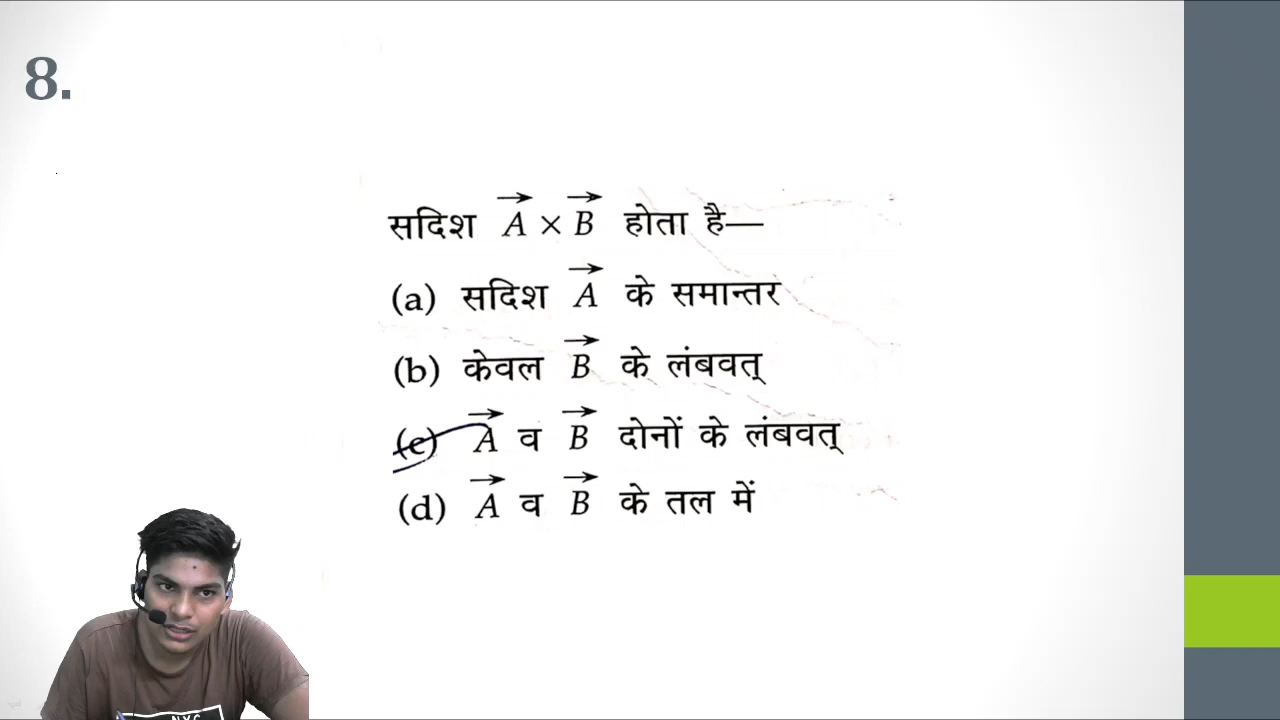 8.
सदिश A × B होता है—
(a) सदिश A के समान्तर
(b) केवल B के लंबवत्
(c) A व B दोनों के लंबवत्
(d) A व B के तल में
N.Y.C